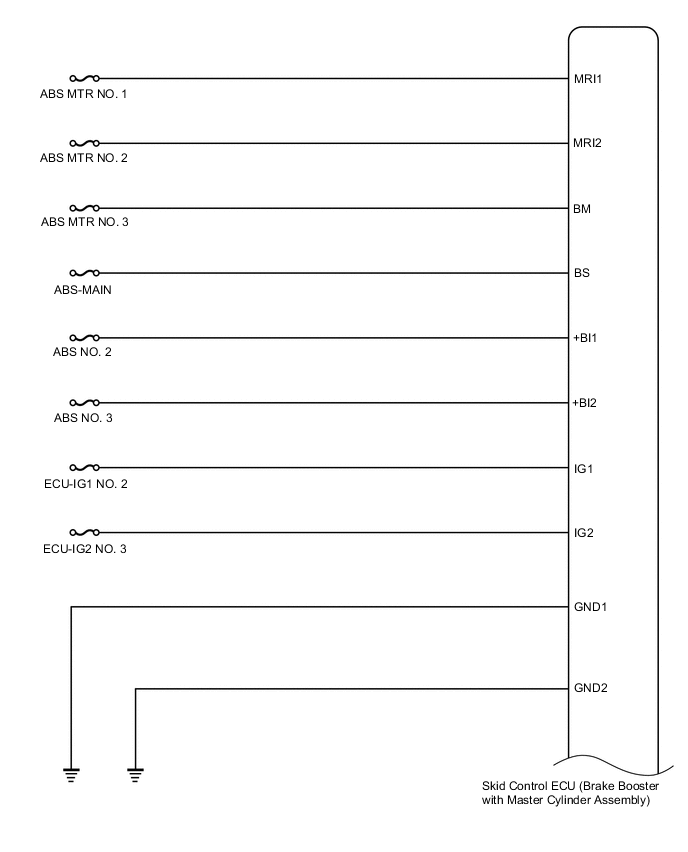 MRI1
ABS MTR NO. 1
MRI2
ABS MTR NO. 2
BM
ABS MTR NO. 3
BS
ABS-MAIN
+BI1
ABS NO. 2
+BI2
ABS NO. 3
IG1
ECU-IG1 NO. 2
IG2
ECU-IG2 NO. 3
GND1
GND2
Skid Control ECU (Brake Booster
with Master Cylinder Assembly)